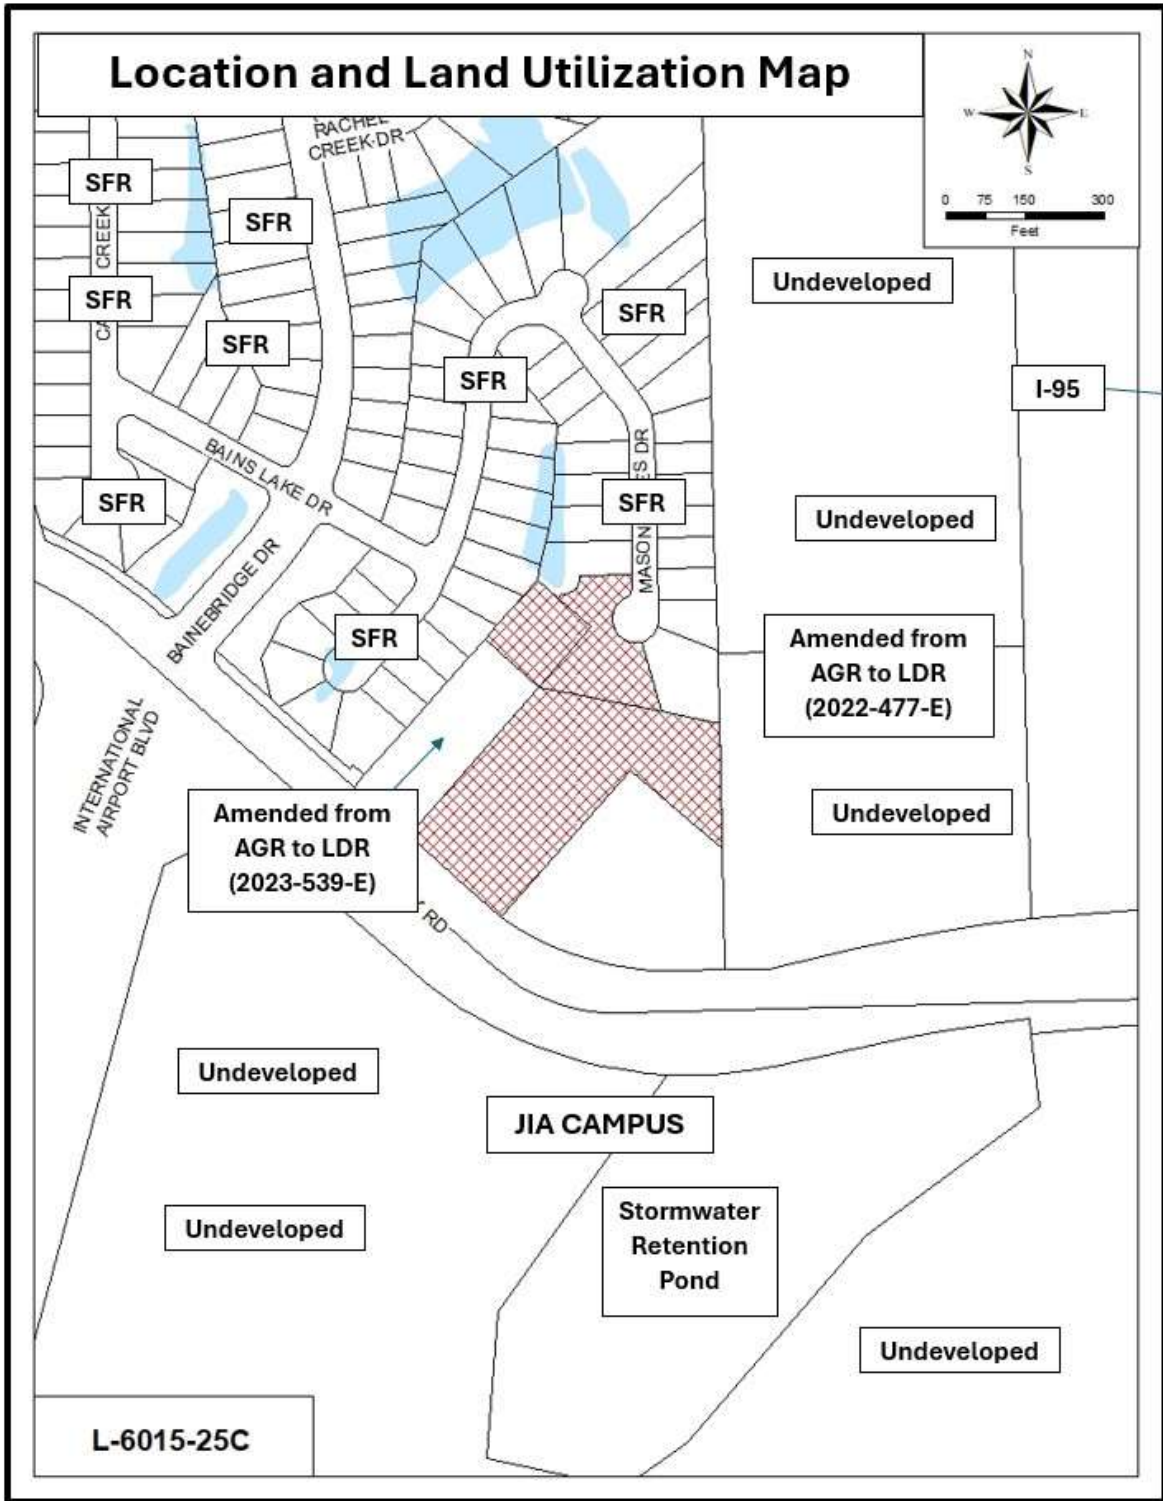 Location and Land Utilization Map
N
W
E
S
0 75 150 300
Feet
RACHEL
CREEK DR
SFR
SFR
CREEK
SFR
SFR
SFR
SFR
Undeveloped
I-95
BAINS LAKE DR
SFR
SFR
MASON
DR
Undeveloped
BAINEBRIDGE DR
SFR
Amended from
AGR to LDR
(2022-477-E)
INTERNATIONAL
AIRPORT BLVD
Amended from
AGR to LDR
(2023-539-E)
Undeveloped
RD
Undeveloped
JIA CAMPUS
Undeveloped
Stormwater
Retention
Pond
Undeveloped
L-6015-25C